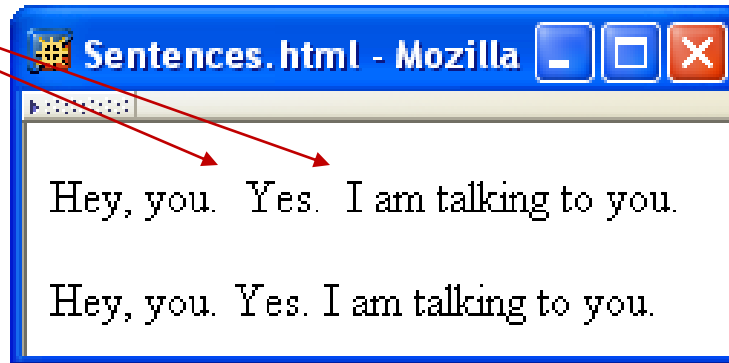 Sentences.html - Mozilla
Hey, you.  Yes.  I am talking to you.
Hey, you. Yes. I am talking to you.